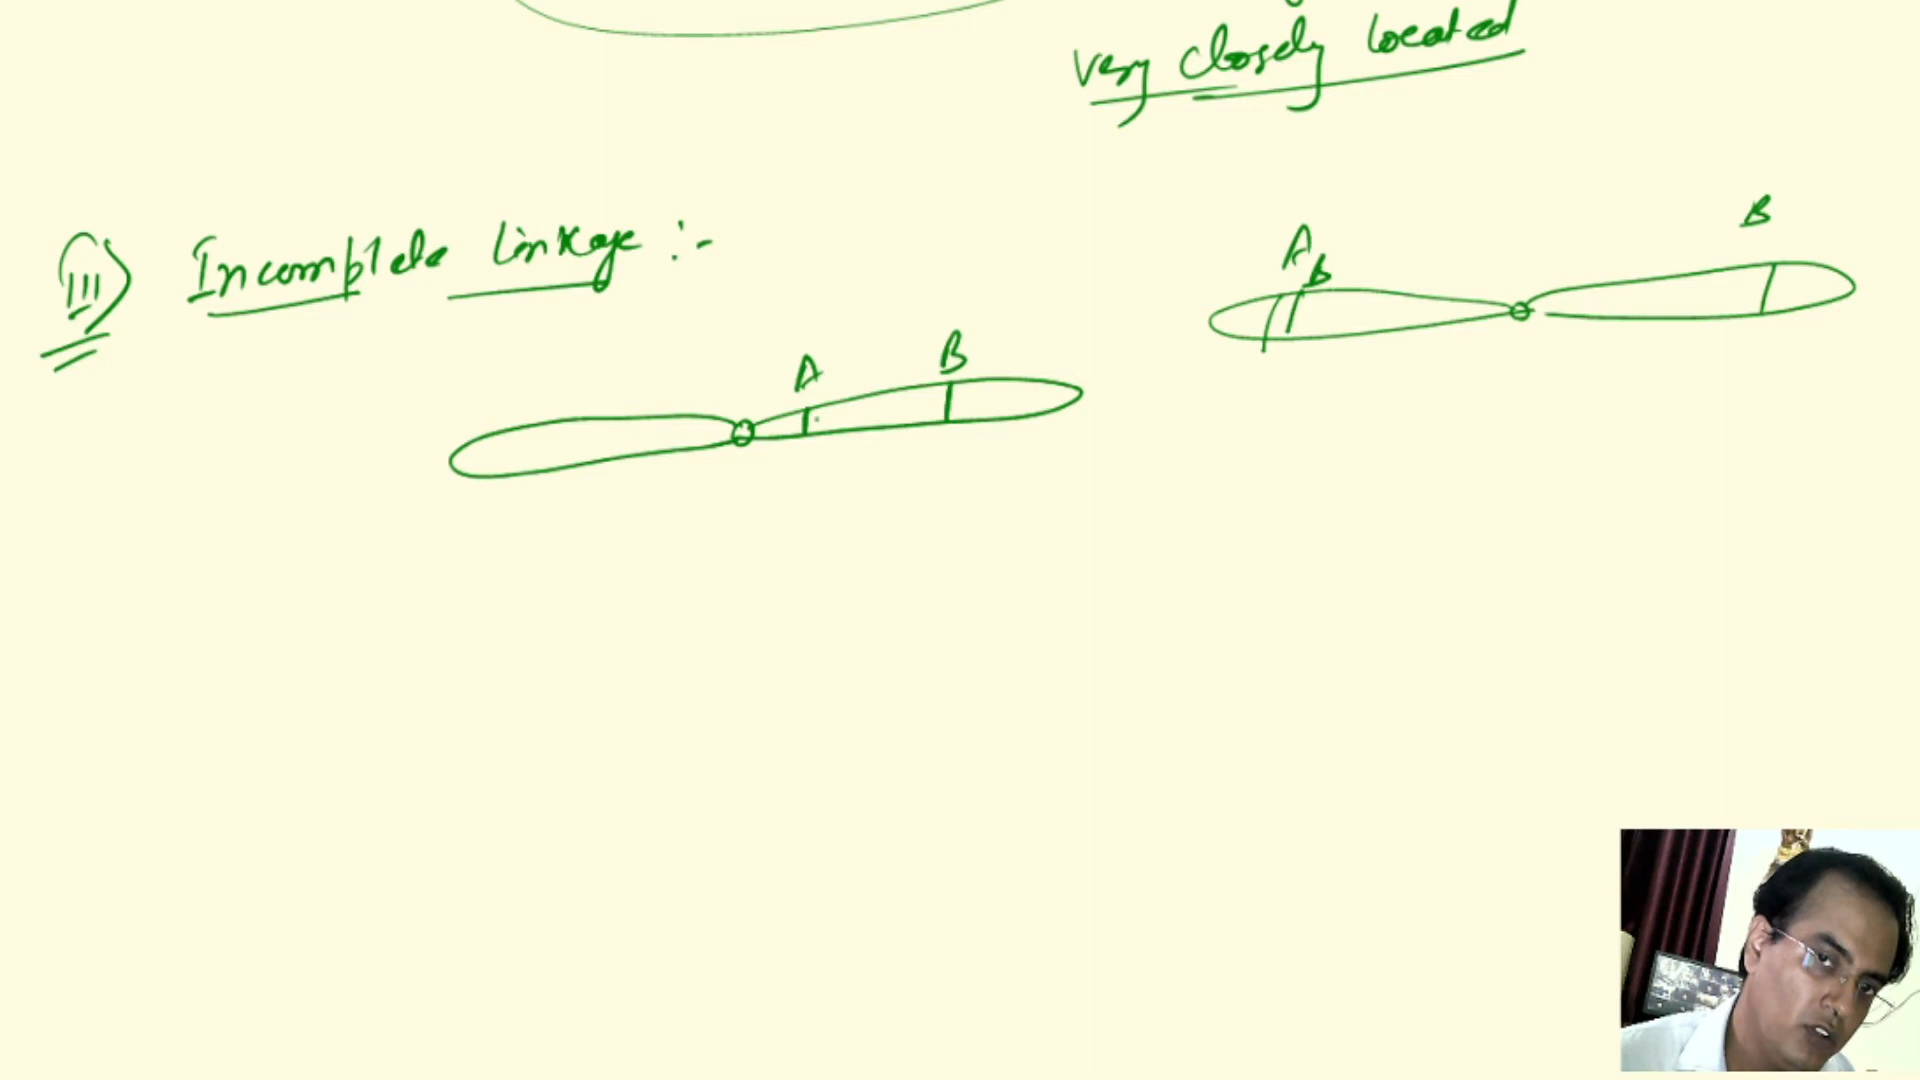 very closely located
III) Incomplete Linkage :-
A B
A B
B